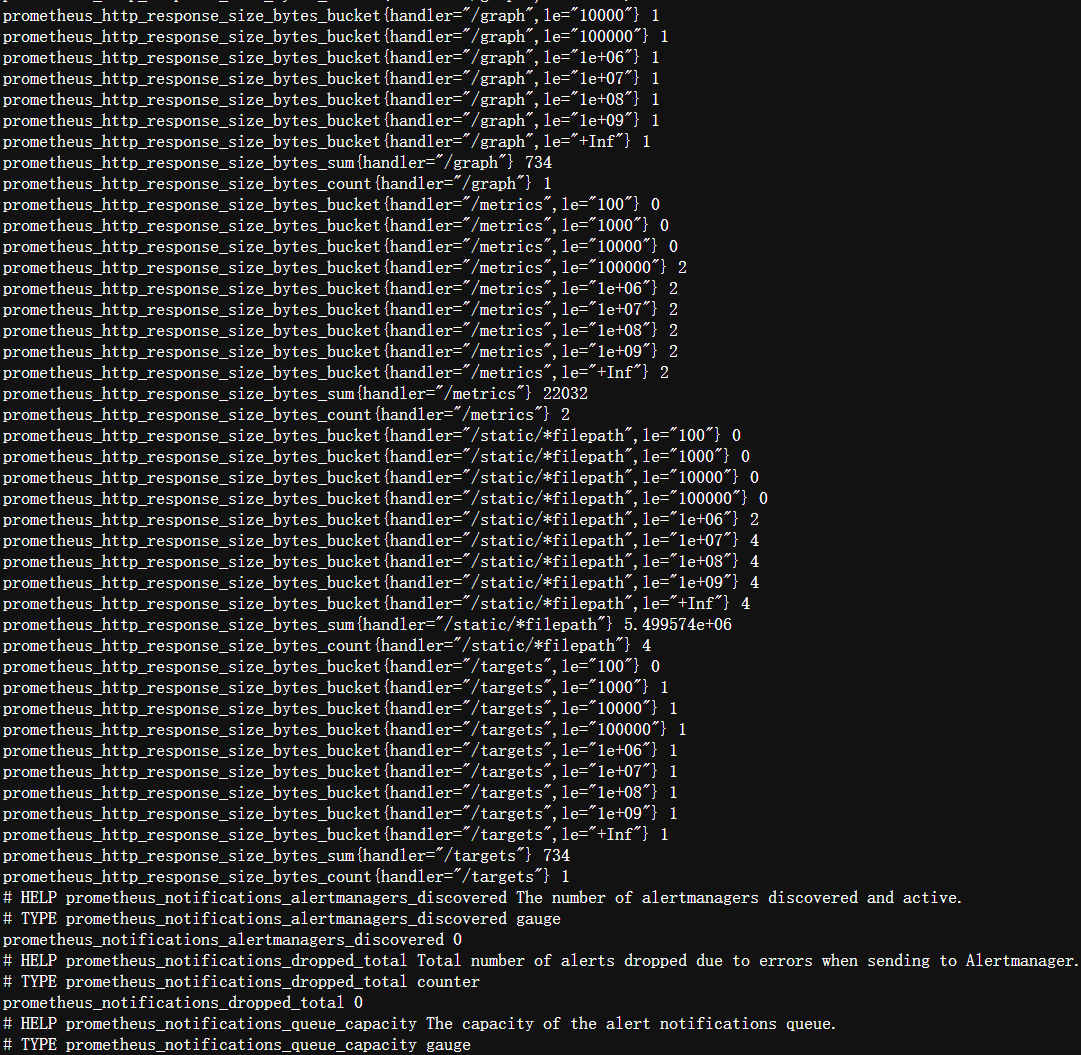 prometheus_http_response_size_bytes_bucket{handler="/graph",le="10000"} 1
prometheus_http_response_size_bytes_bucket{handler="/graph",le="100000"} 1
prometheus_http_response_size_bytes_bucket{handler="/graph",le="1e+06"} 1
prometheus_http_response_size_bytes_bucket{handler="/graph",le="1e+07"} 1
prometheus_http_response_size_bytes_bucket{handler="/graph",le="1e+08"} 1
prometheus_http_response_size_bytes_bucket{handler="/graph",le="1e+09"} 1
prometheus_http_response_size_bytes_bucket{handler="/graph",le="+Inf"} 1
prometheus_http_response_size_bytes_sum{handler="/graph"} 734
prometheus_http_response_size_bytes_count{handler="/graph"} 1
prometheus_http_response_size_bytes_bucket{handler="/metrics",le="100"} 0
prometheus_http_response_size_bytes_bucket{handler="/metrics",le="1000"} 0
prometheus_http_response_size_bytes_bucket{handler="/metrics",le="10000"} 0
prometheus_http_response_size_bytes_bucket{handler="/metrics",le="100000"} 2
prometheus_http_response_size_bytes_bucket{handler="/metrics",le="1e+06"} 2
prometheus_http_response_size_bytes_bucket{handler="/metrics",le="1e+07"} 2
prometheus_http_response_size_bytes_bucket{handler="/metrics",le="1e+08"} 2
prometheus_http_response_size_bytes_bucket{handler="/metrics",le="1e+09"} 2
prometheus_http_response_size_bytes_bucket{handler="/metrics",le="+Inf"} 2
prometheus_http_response_size_bytes_sum{handler="/metrics"} 22032
prometheus_http_response_size_bytes_count{handler="/metrics"} 2
prometheus_http_response_size_bytes_bucket{handler="/static/*filepath",le="100"} 0
prometheus_http_response_size_bytes_bucket{handler="/static/*filepath",le="1000"} 0
prometheus_http_response_size_bytes_bucket{handler="/static/*filepath",le="10000"} 0
prometheus_http_response_size_bytes_bucket{handler="/static/*filepath",le="100000"} 0
prometheus_http_response_size_bytes_bucket{handler="/static/*filepath",le="1e+06"} 2
prometheus_http_response_size_bytes_bucket{handler="/static/*filepath",le="1e+07"} 4
prometheus_http_response_size_bytes_bucket{handler="/static/*filepath",le="1e+08"} 4
prometheus_http_response_size_bytes_bucket{handler="/static/*filepath",le="1e+09"} 4
prometheus_http_response_size_bytes_bucket{handler="/static/*filepath",le="+Inf"} 4
prometheus_http_response_size_bytes_sum{handler="/static/*filepath"} 5.499574e+06
prometheus_http_response_size_bytes_count{handler="/static/*filepath"} 4
prometheus_http_response_size_bytes_bucket{handler="/targets",le="100"} 0
prometheus_http_response_size_bytes_bucket{handler="/targets",le="1000"} 1
prometheus_http_response_size_bytes_bucket{handler="/targets",le="10000"} 1
prometheus_http_response_size_bytes_bucket{handler="/targets",le="100000"} 1
prometheus_http_response_size_bytes_bucket{handler="/targets",le="1e+06"} 1
prometheus_http_response_size_bytes_bucket{handler="/targets",le="1e+07"} 1
prometheus_http_response_size_bytes_bucket{handler="/targets",le="1e+08"} 1
prometheus_http_response_size_bytes_bucket{handler="/targets",le="1e+09"} 1
prometheus_http_response_size_bytes_bucket{handler="/targets",le="+Inf"} 1
prometheus_http_response_size_bytes_sum{handler="/targets"} 734
prometheus_http_response_size_bytes_count{handler="/targets"} 1
# HELP prometheus_notifications_alertmanagers_discovered The number of alertmanagers discovered and active.
# TYPE prometheus_notifications_alertmanagers_discovered gauge
prometheus_notifications_alertmanagers_discovered 0
# HELP prometheus_notifications_dropped_total Total number of alerts dropped due to errors when sending to Alertmanager.
# TYPE prometheus_notifications_dropped_total counter
prometheus_notifications_dropped_total 0
# HELP prometheus_notifications_queue_capacity The capacity of the alert notifications queue.
# TYPE prometheus_notifications_queue_capacity gauge